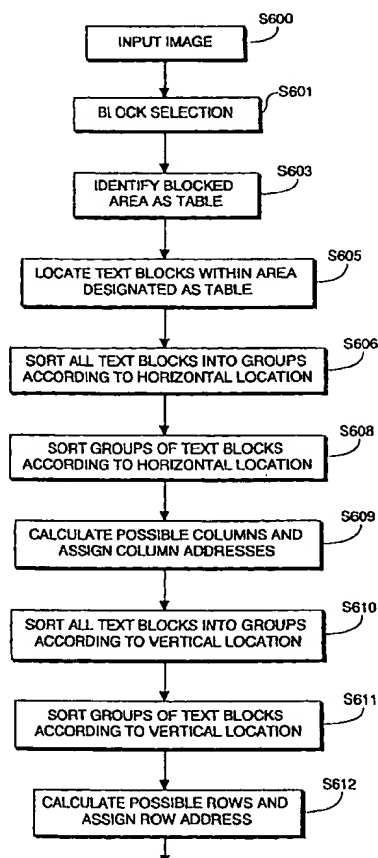 S600
INPUT IMAGE
S601
BLOCK SELECTION
S603
IDENTIFY BLOCKED
AREA AS TABLE
S605
LOCATE TEXT BLOCKS WITHIN AREA
DESIGNATED AS TABLE
S606
SORT ALL TEXT BLOCKS INTO GROUPS
ACCORDING TO HORIZONTAL LOCATION
S608
SORT GROUPS OF TEXT BLOCKS
ACCORDING TO HORIZONTAL LOCATION
S609
CALCULATE POSSIBLE COLUMNS AND
ASSIGN COLUMN ADDRESSES
S610
SORT ALL TEXT BLOCKS INTO GROUPS
ACCORDING TO VERTICAL LOCATION
S611
SORT GROUPS OF TEXT BLOCKS
ACCORDING TO VERTICAL LOCATION
S612
CALCULATE POSSIBLE ROWS AND
ASSIGN ROW ADDRESS